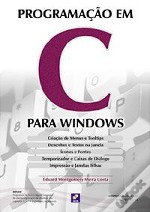 PROGRAMAÇÃO EM
C
PARA WINDOWS
Criação de Menus e Tooltips
Desenhos e Textos na Janela
Ícones e Fontes
Temporizador e Caixas de Diálogo
Impressão e Janelas Filhas
Eduard Montgomery Meira Costa